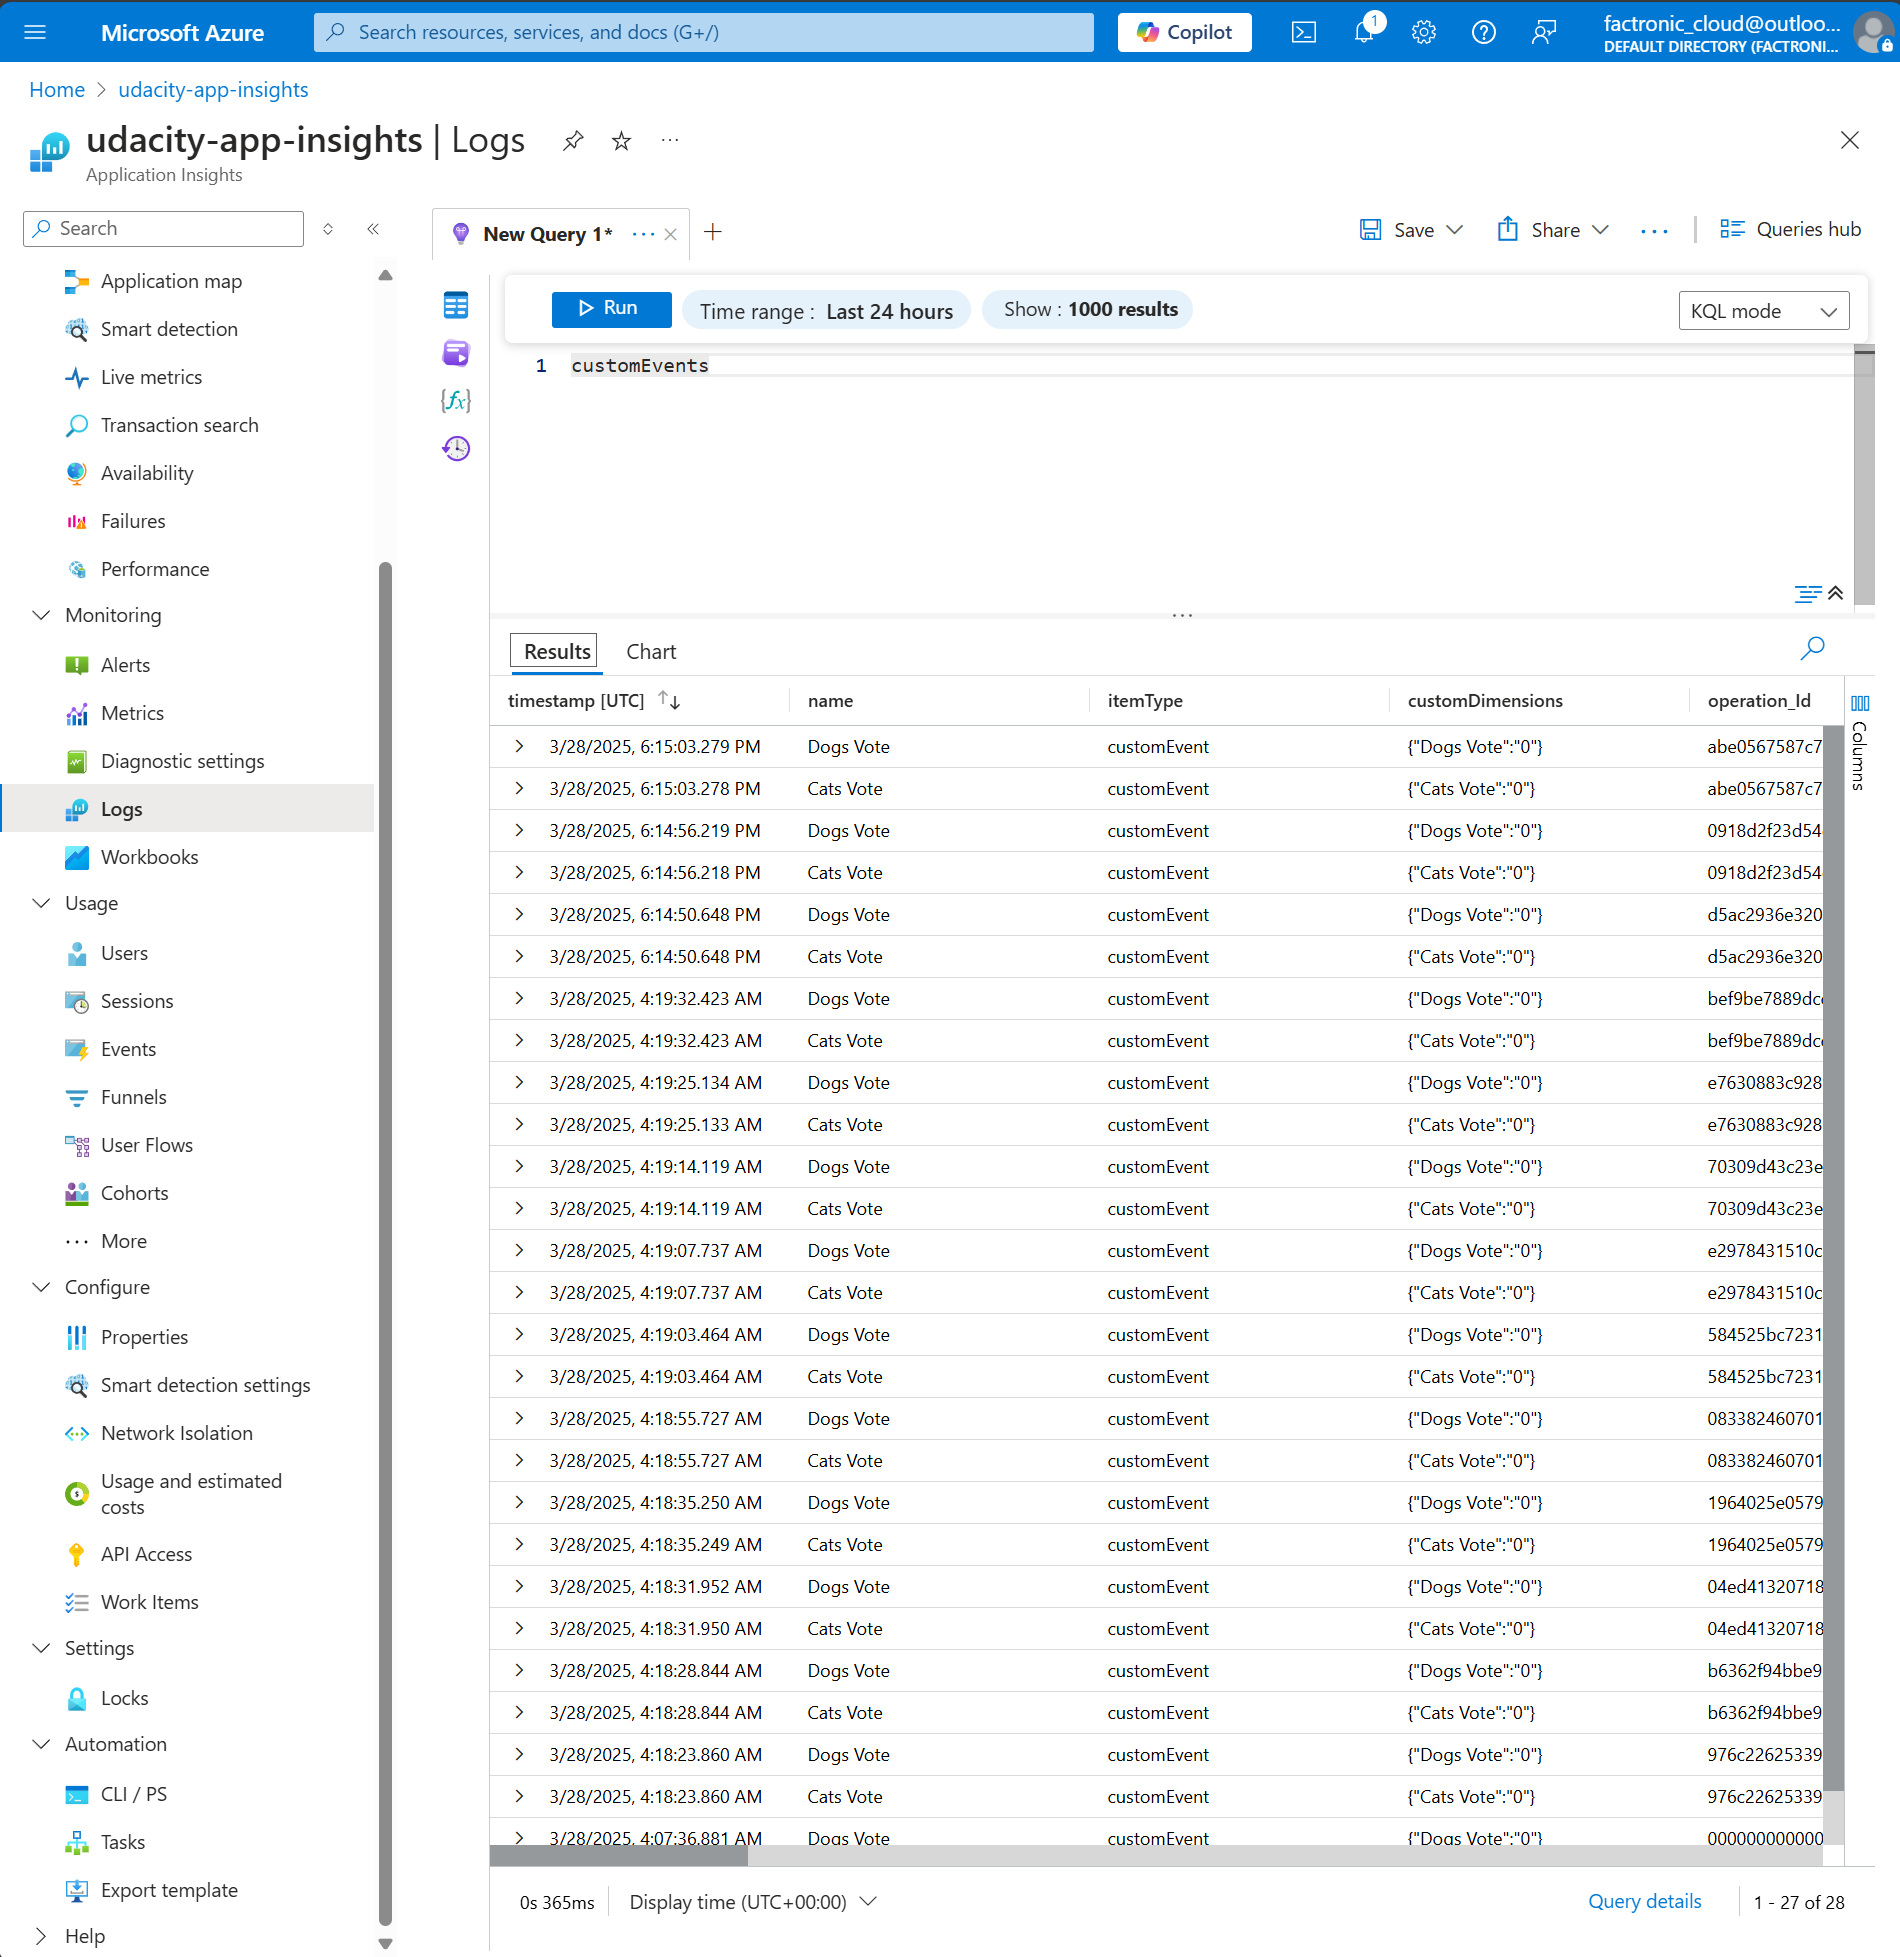 Microsoft Azure
Search resources, services, and docs (G+/)
Copilot
1
factronic_cloud@outloo...
DEFAULT DIRECTORY (FACTRONI...
Home > udacity-app-insights
udacity-app-insights | Logs
Application Insights
Search
Application map
Smart detection
Live metrics
Transaction search
Availability
Failures
Performance
Monitoring
Alerts
Metrics
Diagnostic settings
Logs
Workbooks
Usage
Users
Sessions
Events
Funnels
User Flows
Cohorts
More
Configure
Properties
Smart detection settings
Network Isolation
Usage and estimated
costs
API Access
Work Items
Settings
Locks
Automation
CLI / PS
Tasks
Export template
Help
New Query 1*
Save
Share
Queries hub
Run
Time range : Last 24 hours
Show : 1000 results
KQL mode
1 customEvents
Results Chart
timestamp [UTC] name itemType customDimensions operation_Id
Columns
3/28/2025, 6:15:03.279 PM Dogs Vote customEvent {"Dogs Vote":"0"} abe0567587c7
3/28/2025, 6:15:03.278 PM Cats Vote customEvent {"Cats Vote":"0"} abe0567587c7
3/28/2025, 6:14:56.219 PM Dogs Vote customEvent {"Dogs Vote":"0"} 0918d2f23d54
3/28/2025, 6:14:56.218 PM Cats Vote customEvent {"Cats Vote":"0"} 0918d2f23d54
3/28/2025, 6:14:50.648 PM Dogs Vote customEvent {"Dogs Vote":"0"} d5ac2936e320
3/28/2025, 6:14:50.648 PM Cats Vote customEvent {"Cats Vote":"0"} d5ac2936e320
3/28/2025, 4:19:32.423 AM Dogs Vote customEvent {"Dogs Vote":"0"} bef9be7889dc
3/28/2025, 4:19:32.423 AM Cats Vote customEvent {"Cats Vote":"0"} bef9be7889dc
3/28/2025, 4:19:25.134 AM Dogs Vote customEvent {"Dogs Vote":"0"} e7630883c928
3/28/2025, 4:19:25.133 AM Cats Vote customEvent {"Cats Vote":"0"} e7630883c928
3/28/2025, 4:19:14.119 AM Dogs Vote customEvent {"Dogs Vote":"0"} 70309d43c23e
3/28/2025, 4:19:14.119 AM Cats Vote customEvent {"Cats Vote":"0"} 70309d43c23e
3/28/2025, 4:19:07.737 AM Dogs Vote customEvent {"Dogs Vote":"0"} e2978431510c
3/28/2025, 4:19:07.737 AM Cats Vote customEvent {"Cats Vote":"0"} e2978431510c
3/28/2025, 4:19:03.464 AM Dogs Vote customEvent {"Dogs Vote":"0"} 584525bc7231
3/28/2025, 4:19:03.464 AM Cats Vote customEvent {"Cats Vote":"0"} 584525bc7231
3/28/2025, 4:18:55.727 AM Dogs Vote customEvent {"Dogs Vote":"0"} 083382460701
3/28/2025, 4:18:55.727 AM Cats Vote customEvent {"Cats Vote":"0"} 083382460701
3/28/2025, 4:18:35.250 AM Dogs Vote customEvent {"Dogs Vote":"0"} 1964025e0579
3/28/2025, 4:18:35.249 AM Cats Vote customEvent {"Cats Vote":"0"} 1964025e0579
3/28/2025, 4:18:31.952 AM Dogs Vote customEvent {"Dogs Vote":"0"} 04ed41320718
3/28/2025, 4:18:31.950 AM Cats Vote customEvent {"Cats Vote":"0"} 04ed41320718
3/28/2025, 4:18:28.844 AM Dogs Vote customEvent {"Dogs Vote":"0"} b6362f94bbe9
3/28/2025, 4:18:28.844 AM Cats Vote customEvent {"Cats Vote":"0"} b6362f94bbe9
3/28/2025, 4:18:23.860 AM Dogs Vote customEvent {"Dogs Vote":"0"} 976c22625339
3/28/2025, 4:18:23.860 AM Cats Vote customEvent {"Cats Vote":"0"} 976c22625339
3/28/2025, 4:07:36.881 AM Dogs Vote customEvent {"Dogs Vote":"0"} 000000000000
0s 365ms Display time (UTC+00:00) Query details 1 - 27 of 28